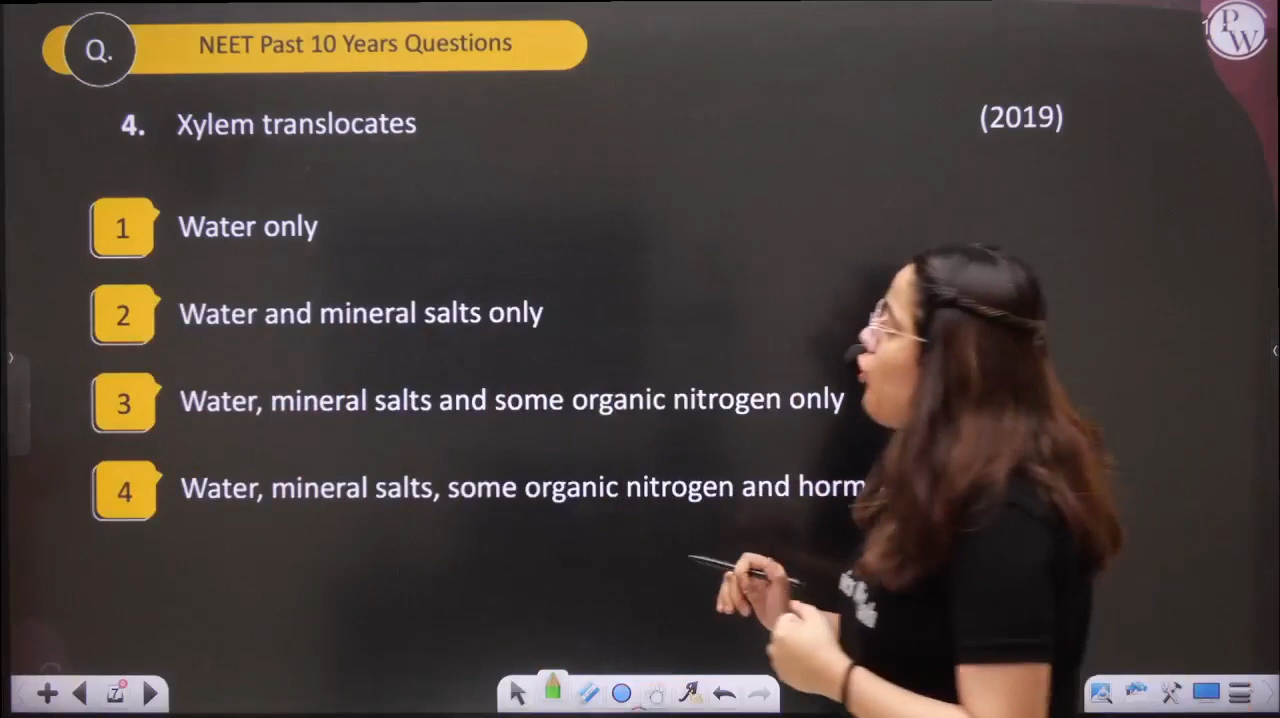 Q.
NEET Past 10 Years Questions
PW
4. Xylem translocates
(2019)
1 Water only
2 Water and mineral salts only
3 Water, mineral salts and some organic nitrogen only
4 Water, mineral salts, some organic nitrogen and